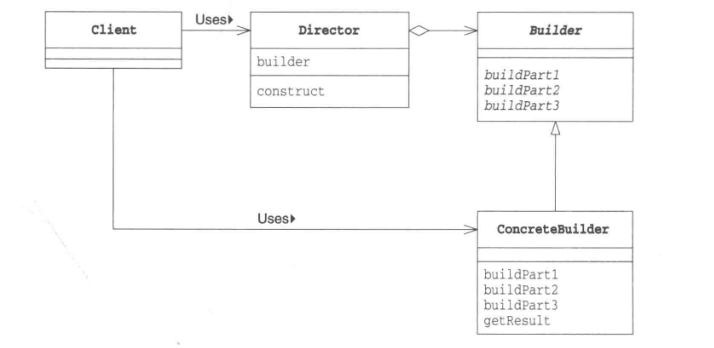 Client
Uses
Director
builder
construct
Builder
buildPart1
buildPart2
buildPart3
Uses
ConcreteBuilder
buildPart1
buildPart2
buildPart3
getResult